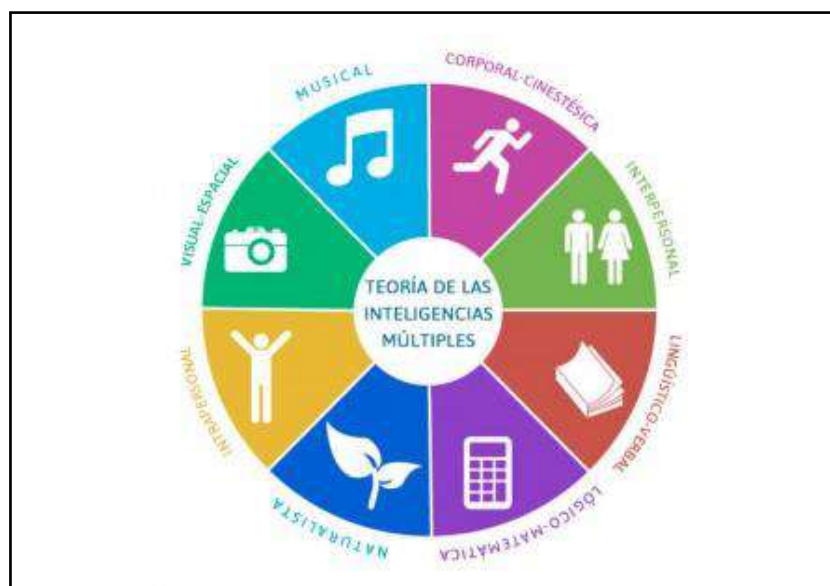 MUSICAL
CORPORAL-CINESTÉSICA
INTERPERSONAL
LINGÜÍSTICO-VERBAL
LÓGICO-MATEMÁTICA
NATURALISTA
INTRAPERSONAL
VISUAL-ESPACIAL
TEORÍA DE LAS
INTELIGENCIAS
MÚLTIPLES